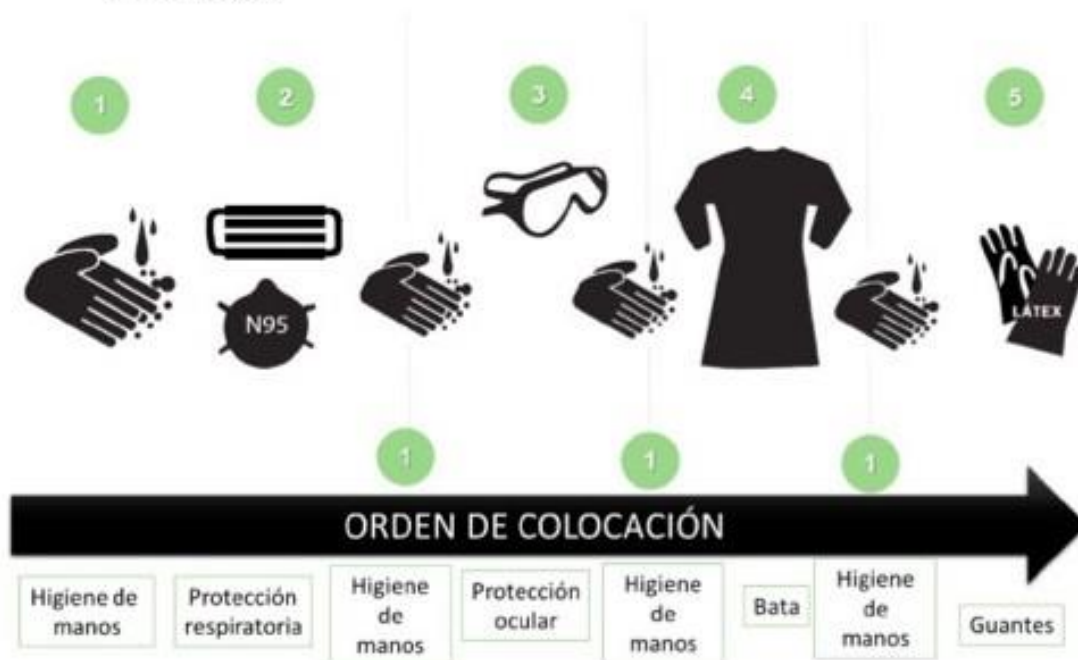 1
2
3
4
5
N95
LATEX
1
1
1
ORDEN DE COLOCACIÓN
Higiene de
manos
Protección
respiratoria
Higiene
de
manos
Protección
ocular
Higiene
de
manos
Bata
Higiene
de
manos
Guantes